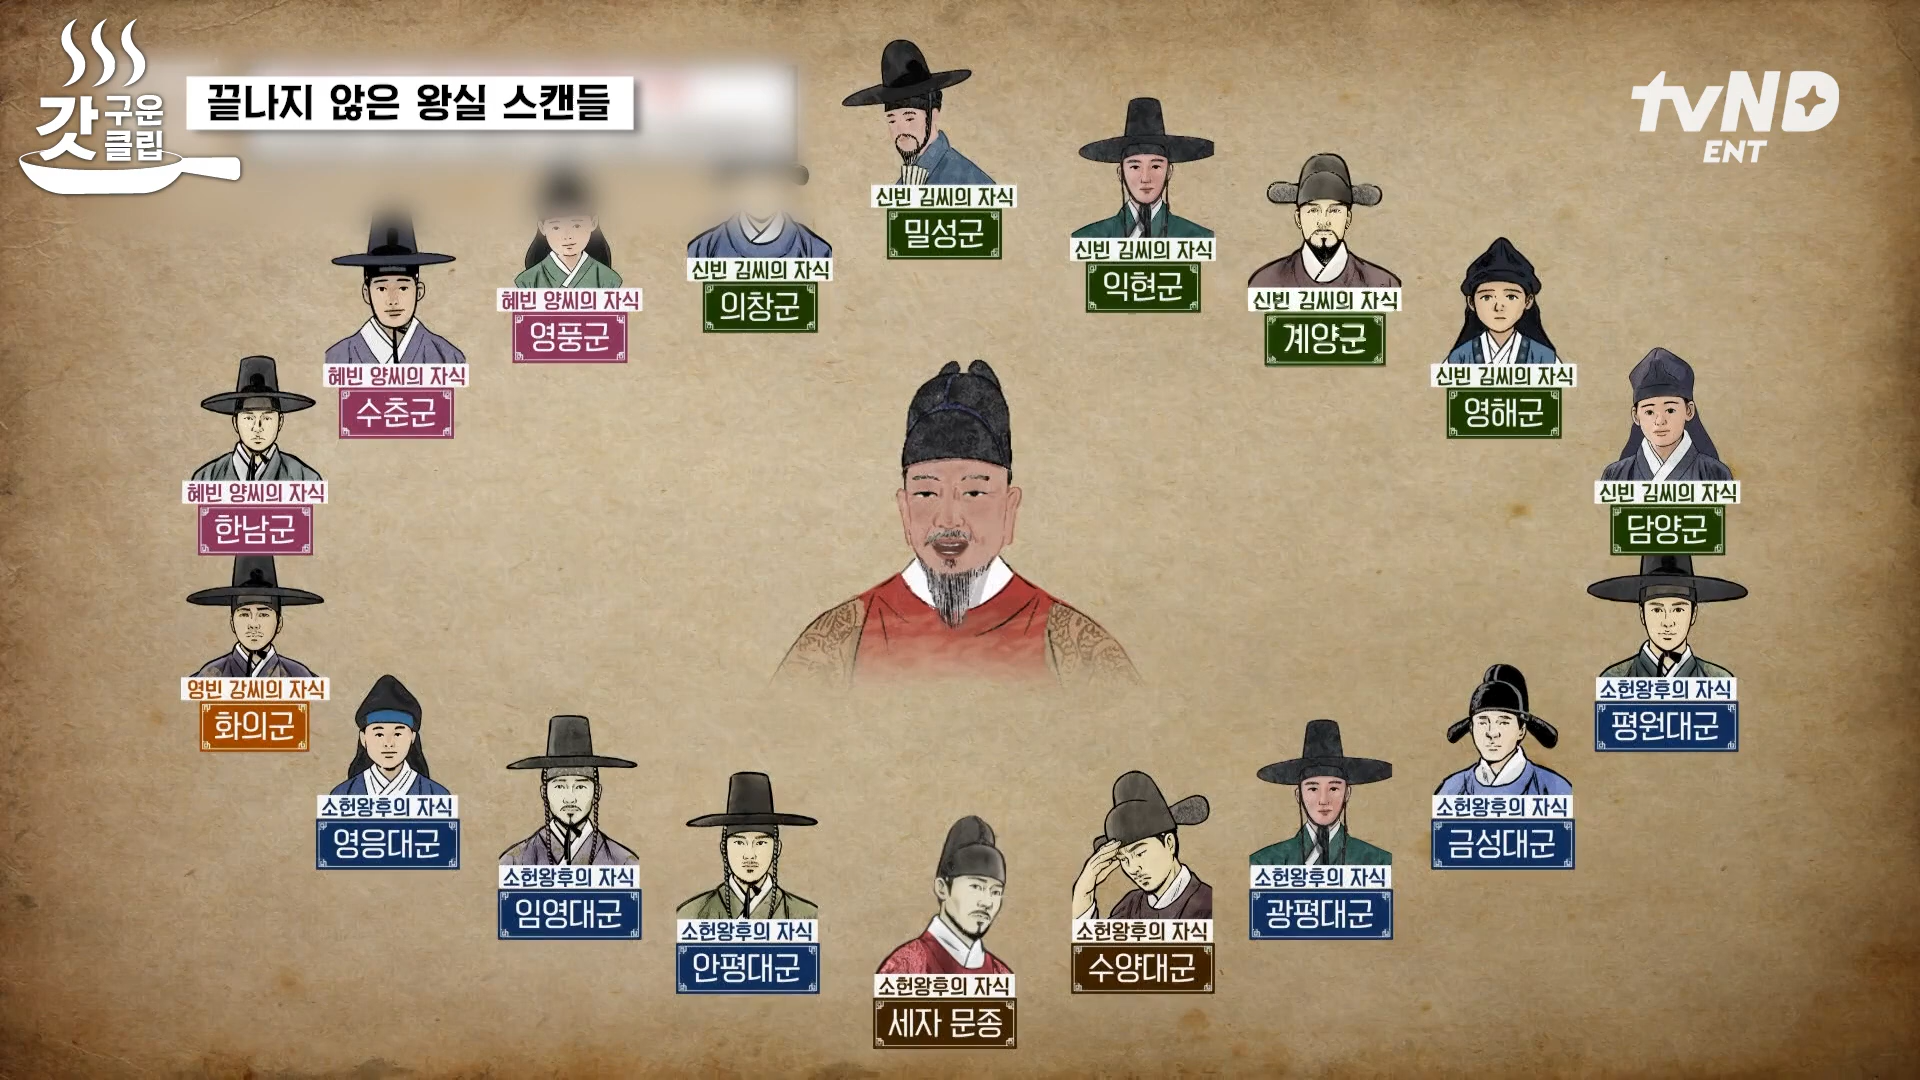 갓구운클립
끝나지 않은 왕실 스캔들
tvND
ENT
신빈 김씨의 자식
밀성군
신빈 김씨의 자식
익현군
신빈 김씨의 자식
계양군
신빈 김씨의 자식
영해군
신빈 김씨의 자식
담양군
소헌왕후의 자식
평원대군
소헌왕후의 자식
금성대군
소헌왕후의 자식
광평대군
소헌왕후의 자식
수양대군
소헌왕후의 자식
세자 문종
소헌왕후의 자식
안평대군
소헌왕후의 자식
임영대군
소헌왕후의 자식
영응대군
영빈 강씨의 자식
화의군
혜빈 양씨의 자식
한남군
혜빈 양씨의 자식
수춘군
혜빈 양씨의 자식
영풍군
신빈 김씨의 자식
의창군